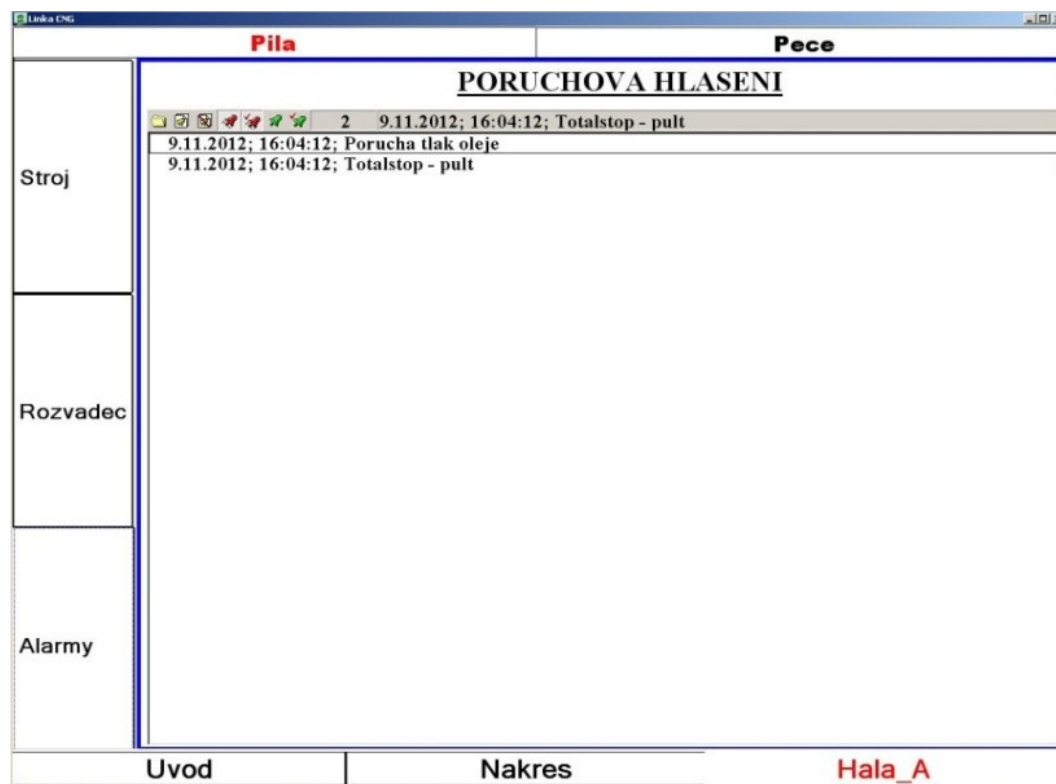 Linka CNG
Pila
Pece
PORUCHOVA HLASENI
2 9.11.2012; 16:04:12; Totalstop - pult
9.11.2012; 16:04:12; Porucha tlak oleje
9.11.2012; 16:04:12; Totalstop - pult
Stroj
Rozvadec
Alarmy
Uvod
Nakres
Hala_A